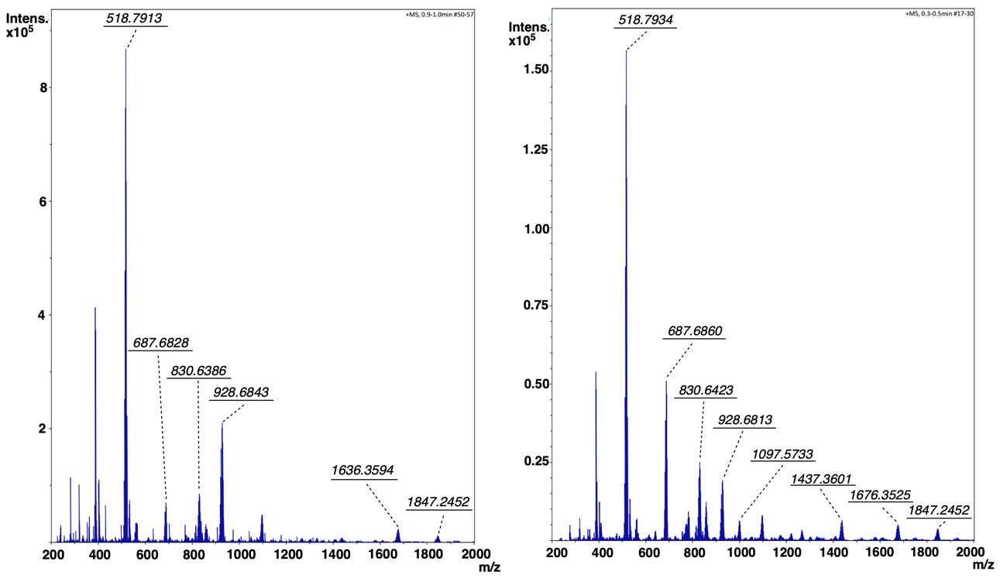 Intens.
x10⁵
+MS, 0.9-1.0min #50-57
518.7913
8
6
4
687.6828
830.6386
928.6843
2
1636.3594
1847.2452
200 400 600 800 1000 1200 1400 1600 1800 2000
m/z
Intens.
x10⁵
+MS, 0.3-0.5min #17-30
518.7934
1.50
1.25
1.00
0.75
687.6860
0.50
830.6423
928.6813
1097.5733
0.25
1437.3601
1676.3525
1847.2452
200 400 600 800 1000 1200 1400 1600 1800 2000
m/z